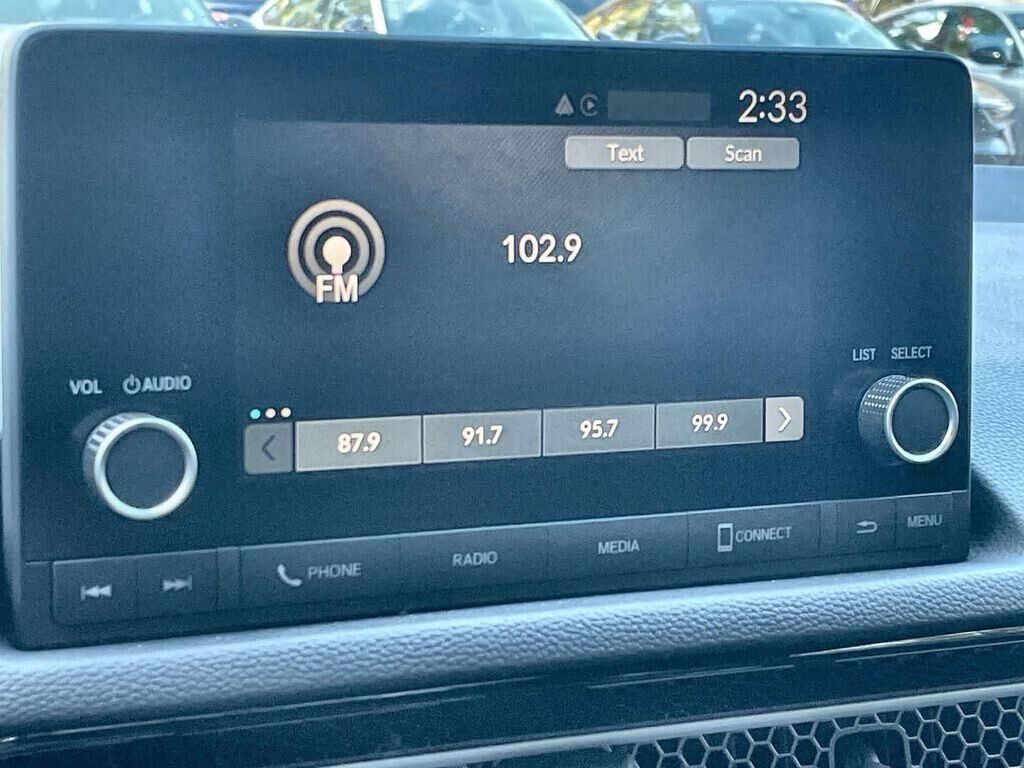 2:33
Text Scan
102.9
FM
LIST SELECT
VOL AUDIO
87.9 91.7 95.7 99.9
PHONE RADIO MEDIA CONNECT MENU